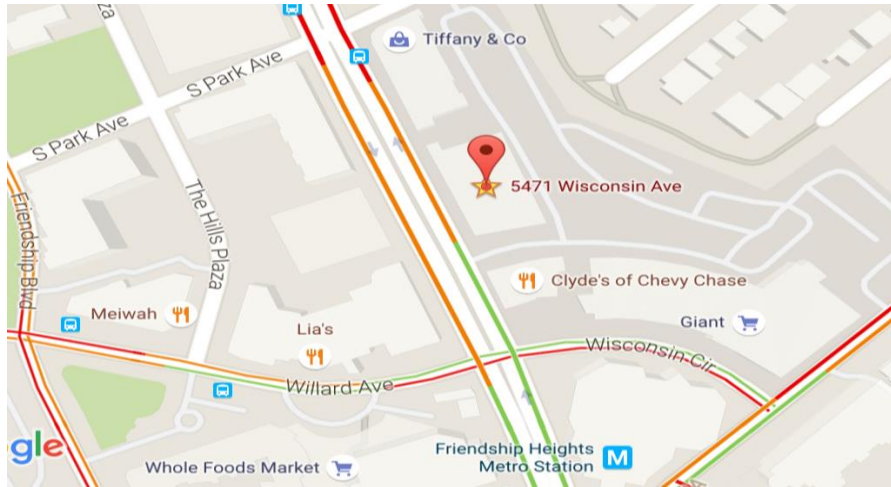 Plaza
Tiffany & Co
S Park Ave
S Park Ave
5471 Wisconsin Ave
The Hills Plaza
Friendship Blvd
Clyde's of Chevy Chase
Meiwah
Giant
Lia's
Wisconsin Cir
Willard Ave
gle
Friendship Heights
Metro Station
M
Whole Foods Market